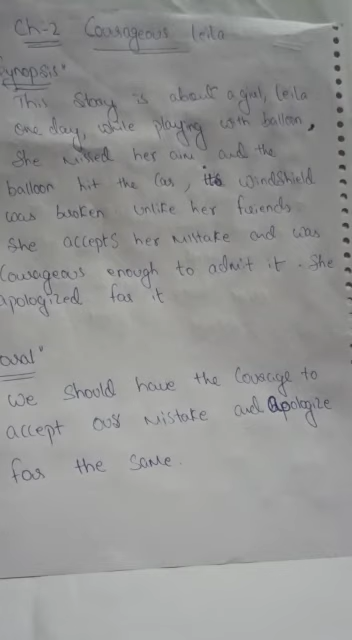 Ch-2 Courageous leila
ynopsis"
This story is about a girl, leila
one day, while playing with balloon,
She missed her aim and the
balloon hit the Car, its windshield
was broken unlike her friends
She accepts her mistake and was
Courageous enough to admit it. She
apologized for it
oral"
we should have the Courage to
accept our mistake and apologize
for the same.